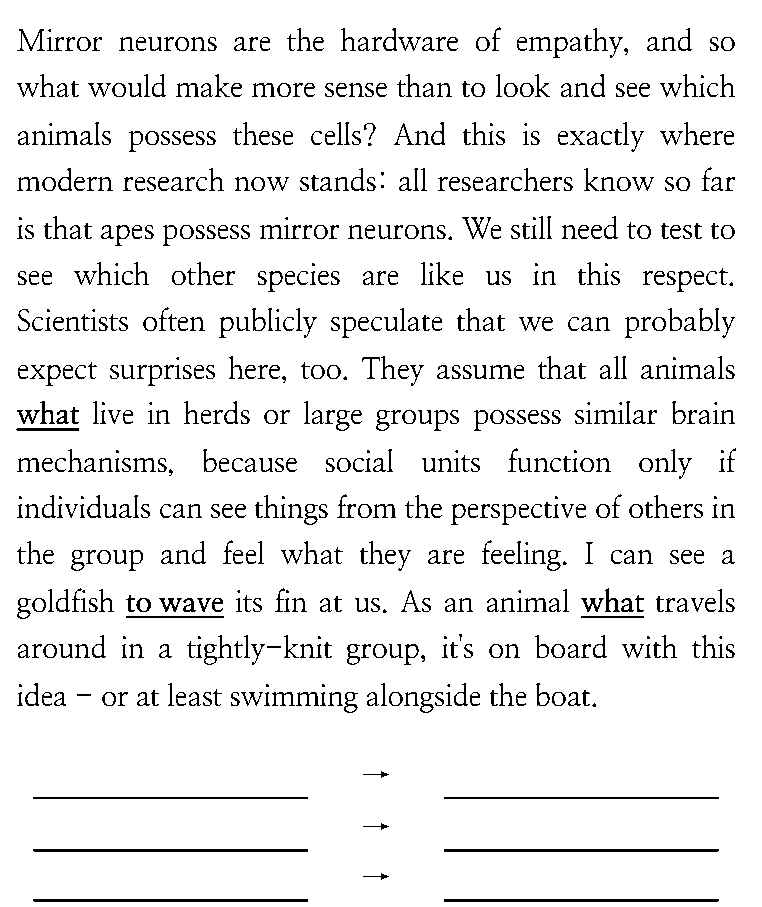 Mirror neurons are the hardware of empathy, and so
what would make more sense than to look and see which
animals possess these cells? And this is exactly where
modern research now stands: all researchers know so far
is that apes possess mirror neurons. We still need to test to
see which other species are like us in this respect.
Scientists often publicly speculate that we can probably
expect surprises here, too. They assume that all animals
what live in herds or large groups possess similar brain
mechanisms, because social units function only if
individuals can see things from the perspective of others in
the group and feel what they are feeling. I can see a
goldfish to wave its fin at us. As an animal what travels
around in a tightly-knit group, it's on board with this
idea - or at least swimming alongside the boat.
→
→
→